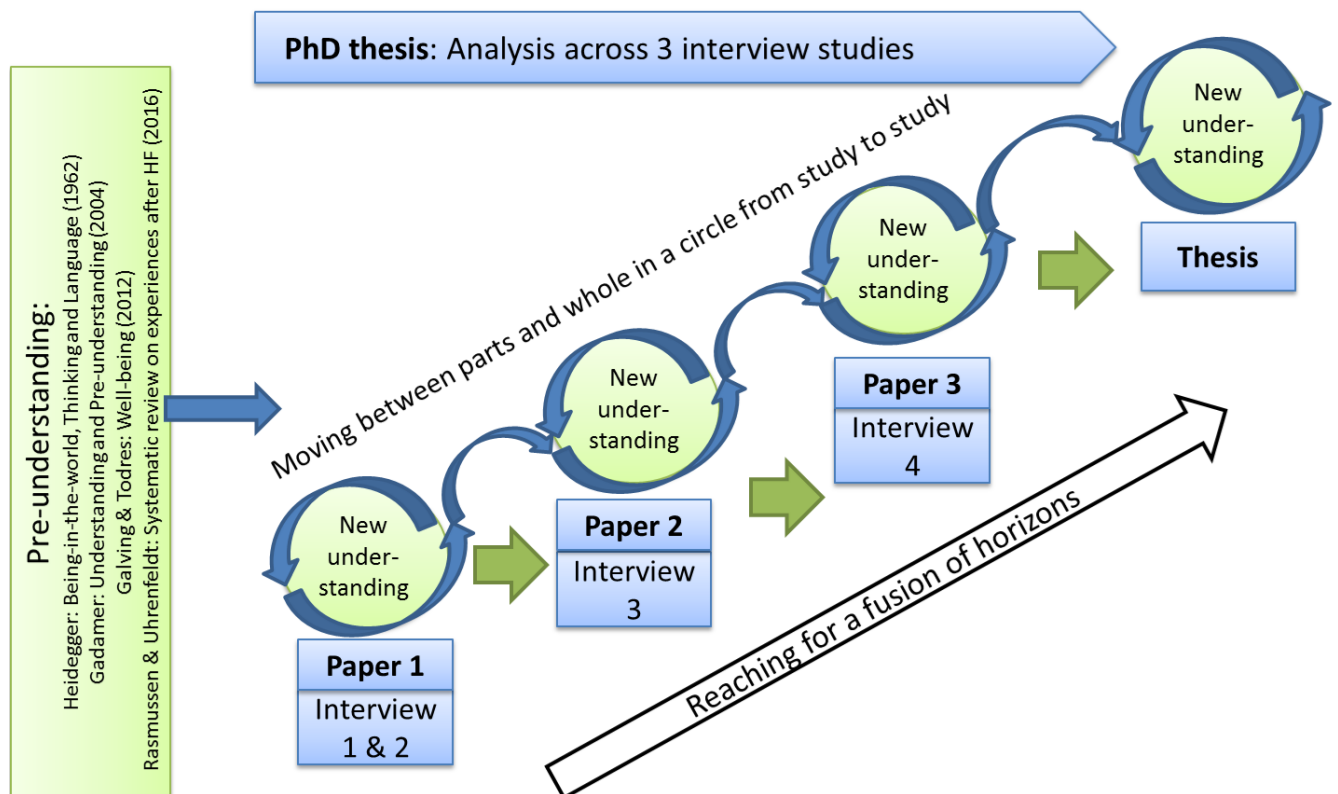 PhD thesis: Analysis across 3 interview studies
Pre-understanding:
Heidegger: Being-in-the-world, Thinking and Language (1962)
Gadamer: Understanding and Pre-understanding (2004)
Galving & Todres: Well-being (2012)
Rasmussen & Uhrenfeldt: Systematic review on experiences after HF (2016)
Moving between parts and whole in a circle from study to study
New
under-
standing
Paper 1
Interview
1 & 2
New
under-
standing
Paper 2
Interview
3
New
under-
standing
Paper 3
Interview
4
New
under-
standing
Thesis
Reaching for a fusion of horizons